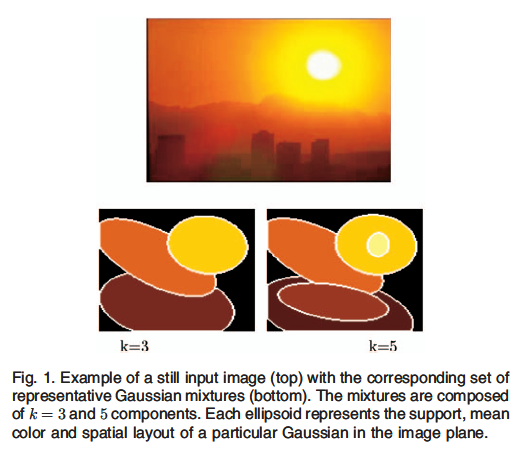 k=3
k=5
Fig. 1. Example of a still input image (top) with the corresponding set of
representative Gaussian mixtures (bottom). The mixtures are composed
of k = 3 and 5 components. Each ellipsoid represents the support, mean
color and spatial layout of a particular Gaussian in the image plane.